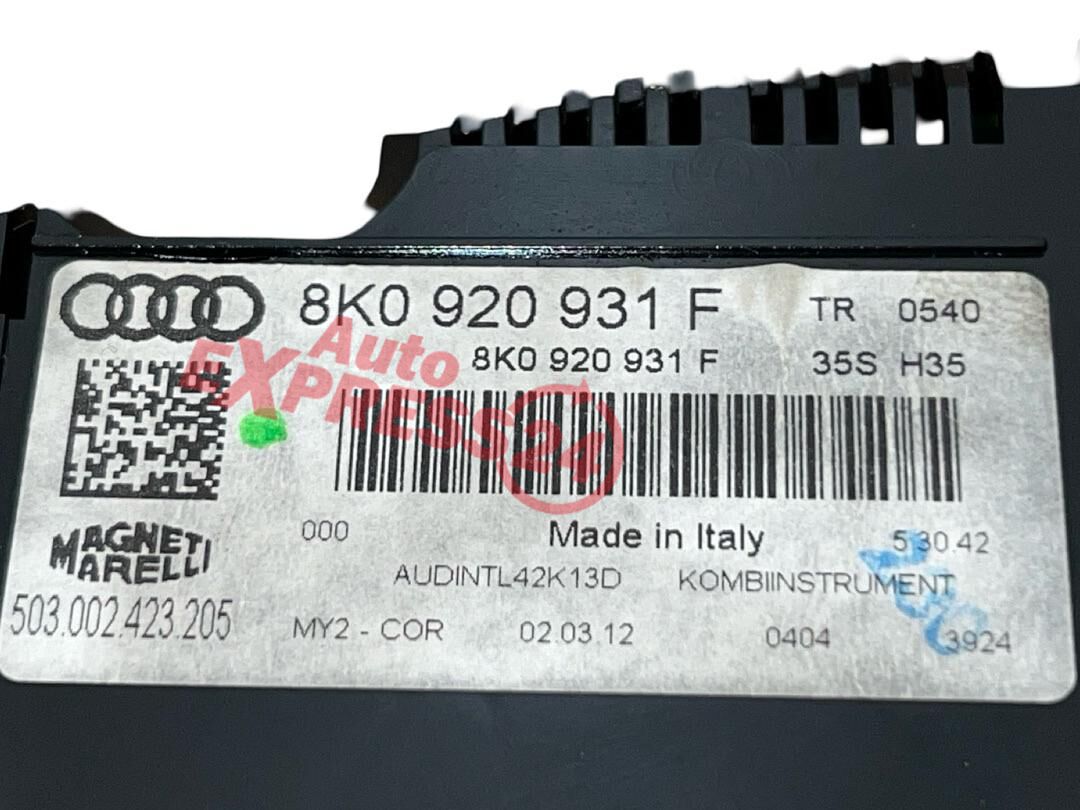 8K0 920 931 F TR 0540
8K0 920 931 F 35S H35
Auto
EXPRESS24
000 Made in Italy 5.30.42
MAGNETI
MARELLI
AUDINTL42K13D KOMBIINSTRUMENT
503.002.423.205
MY2 - COR 02.03.12 0404 3924